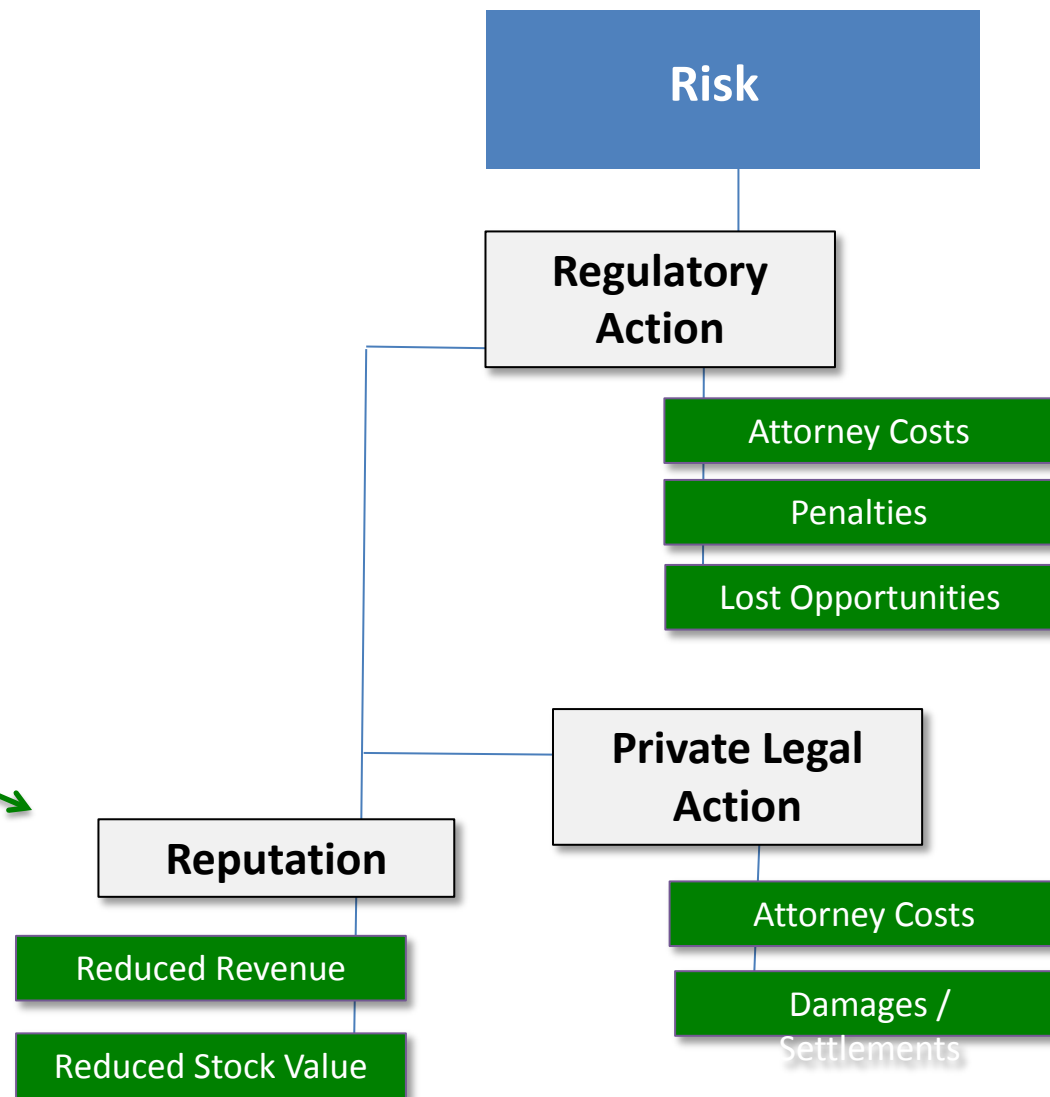 Risk
Regulatory
Action
Attorney Costs
Penalties
Lost Opportunities
Private Legal
Action
Attorney Costs
Damages /
Settlements
Reputation
Reduced Revenue
Reduced Stock Value